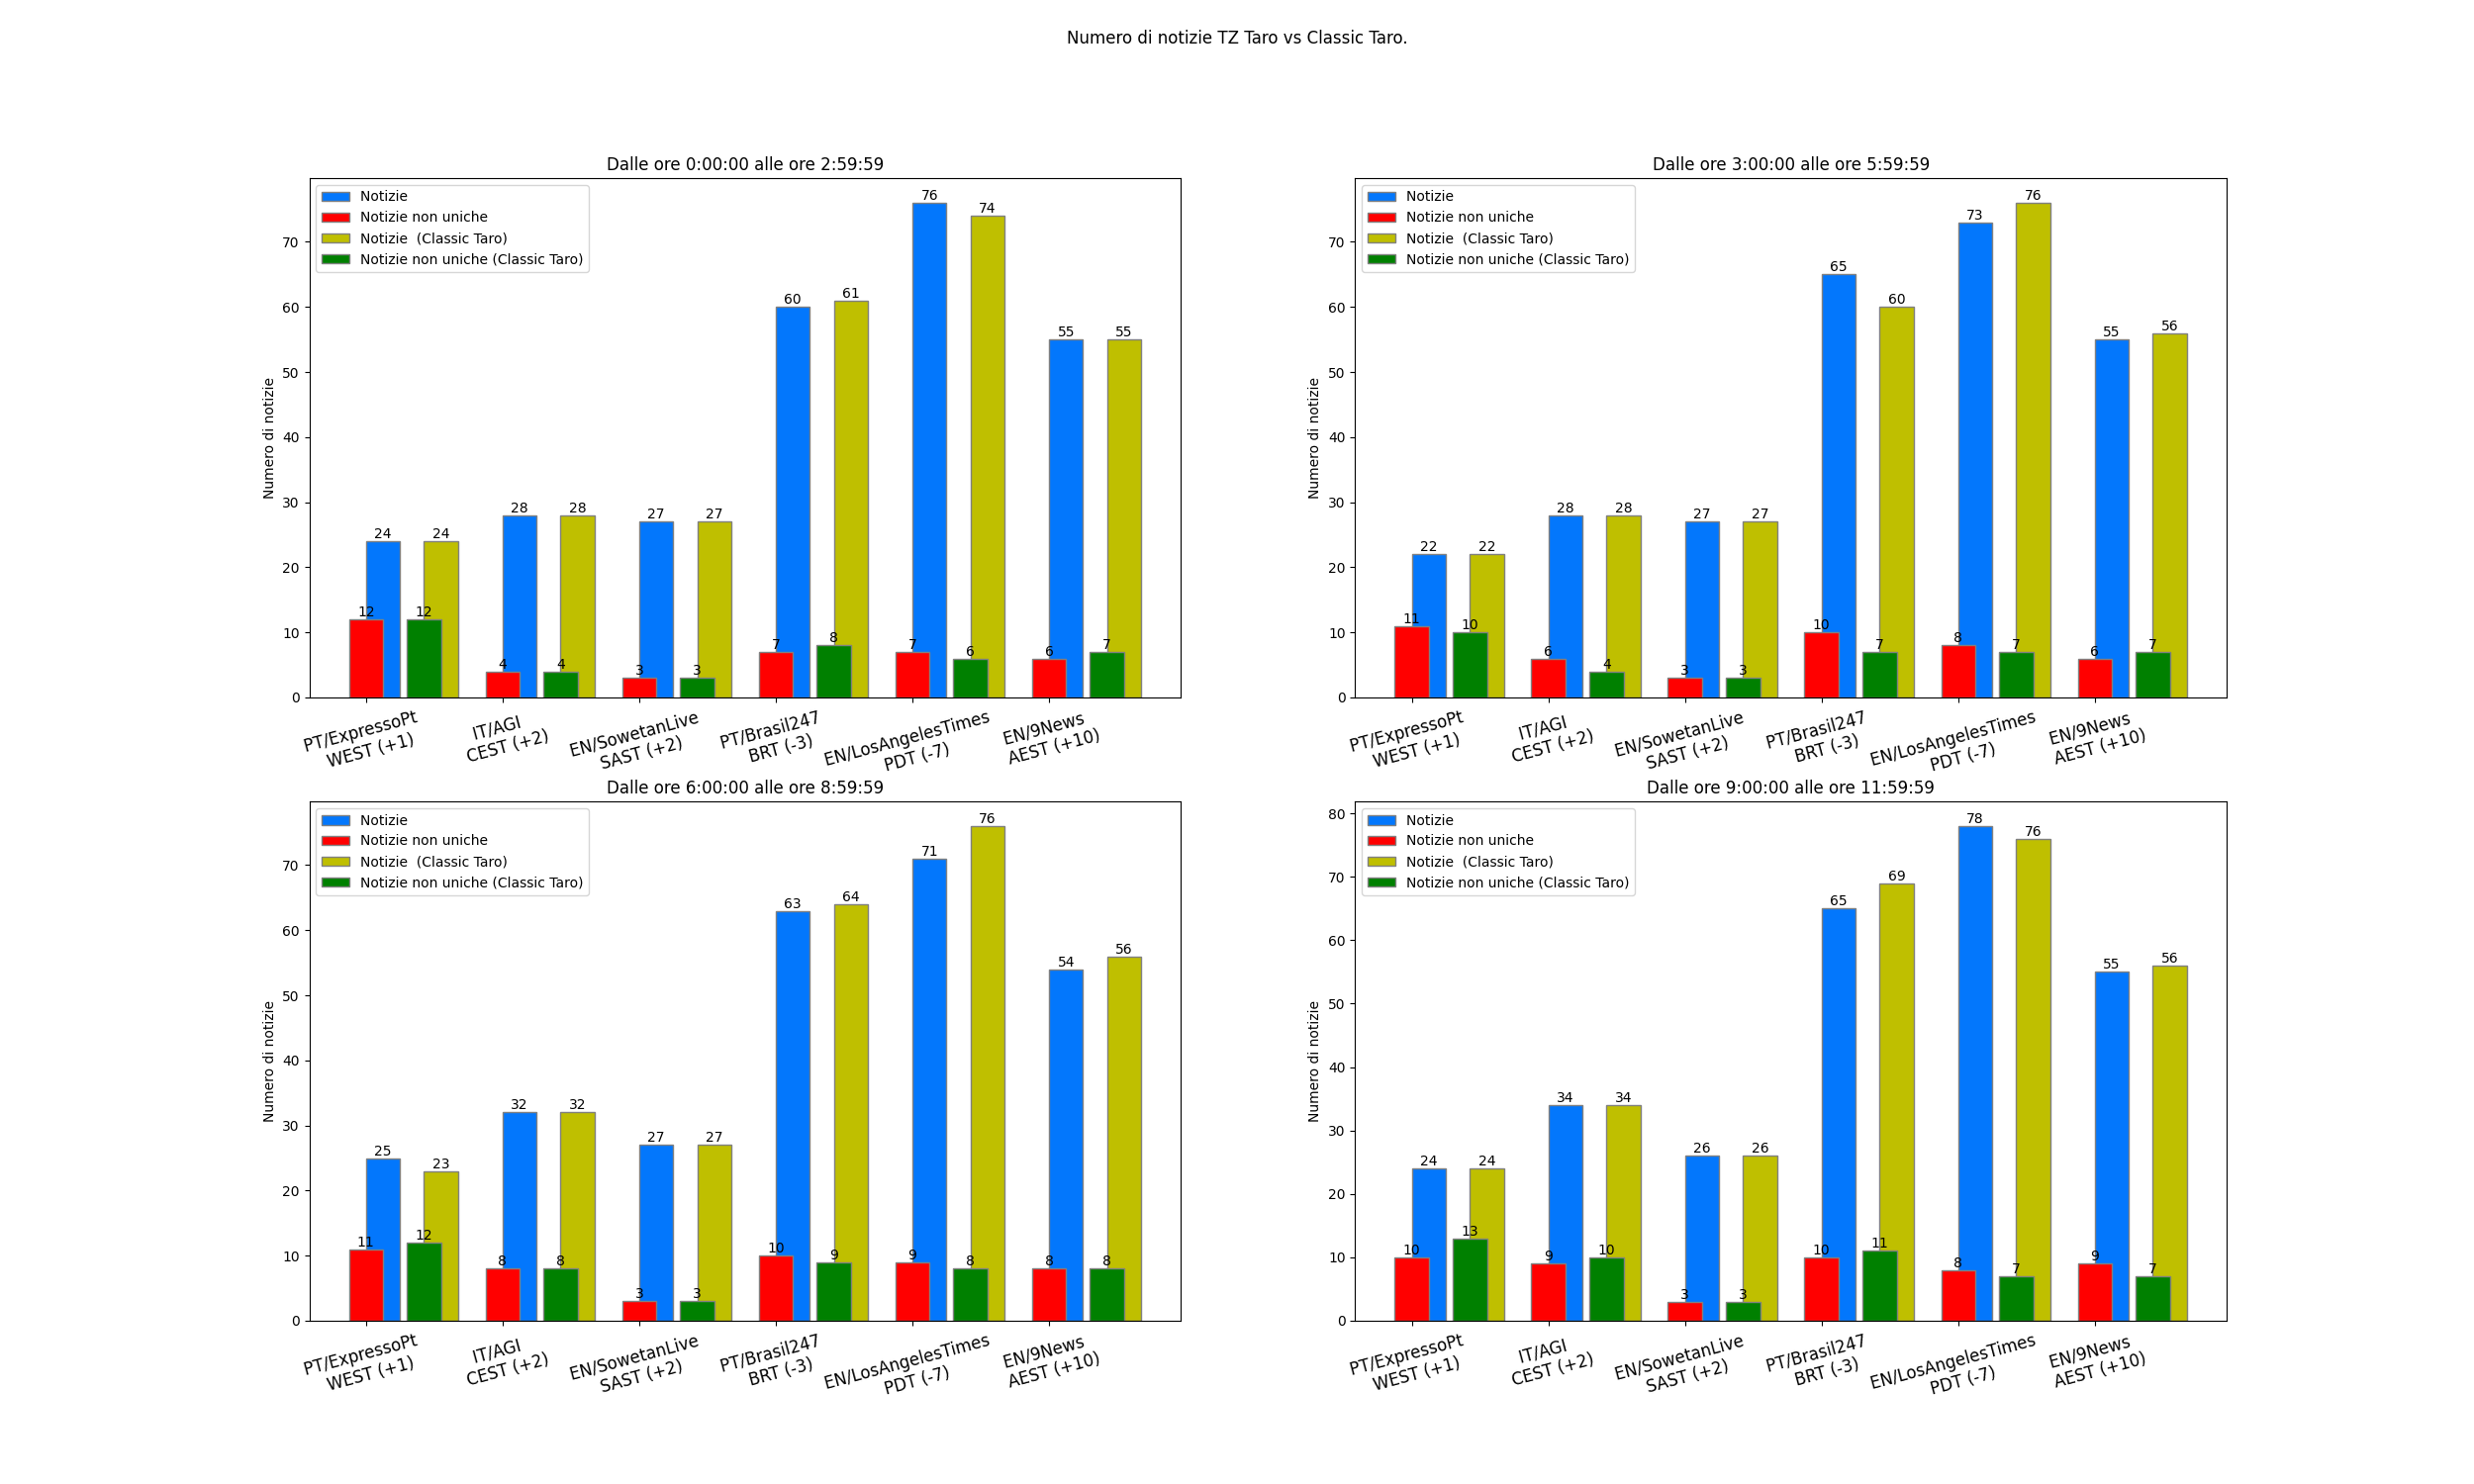 Numero di notizie TZ Taro vs Classic Taro.
Dalle ore 0:00:00 alle ore 2:59:59
Notizie
Notizie non uniche
Notizie  (Classic Taro)
Notizie non uniche (Classic Taro)
Numero di notizie
70
60
50
40
30
20
10
0
24 24 28 28 27 27 60 61 76 74 55 55
12 12 4 4 3 3 7 8 7 6 6 7
PT/ExpressoPt
WEST (+1)
IT/AGI
CEST (+2)
EN/SowetanLive
SAST (+2)
PT/Brasil247
BRT (-3)
EN/LosAngelesTimes
PDT (-7)
EN/9News
AEST (+10)
Dalle ore 3:00:00 alle ore 5:59:59
Notizie
Notizie non uniche
Notizie  (Classic Taro)
Notizie non uniche (Classic Taro)
Numero di notizie
70
60
50
40
30
20
10
0
22 22 28 28 27 27 65 60 73 76 55 56
11 10 6 4 3 3 10 7 8 7 6 7
PT/ExpressoPt
WEST (+1)
IT/AGI
CEST (+2)
EN/SowetanLive
SAST (+2)
PT/Brasil247
BRT (-3)
EN/LosAngelesTimes
PDT (-7)
EN/9News
AEST (+10)
Dalle ore 6:00:00 alle ore 8:59:59
Notizie
Notizie non uniche
Notizie  (Classic Taro)
Notizie non uniche (Classic Taro)
Numero di notizie
70
60
50
40
30
20
10
0
25 23 32 32 27 27 63 64 71 76 54 56
11 12 8 8 3 3 10 9 9 8 8 8
PT/ExpressoPt
WEST (+1)
IT/AGI
CEST (+2)
EN/SowetanLive
SAST (+2)
PT/Brasil247
BRT (-3)
EN/LosAngelesTimes
PDT (-7)
EN/9News
AEST (+10)
Dalle ore 9:00:00 alle ore 11:59:59
Notizie
Notizie non uniche
Notizie  (Classic Taro)
Notizie non uniche (Classic Taro)
Numero di notizie
80
70
60
50
40
30
20
10
0
24 24 34 34 26 26 65 69 78 76 55 56
10 13 9 10 3 3 10 11 8 7 9 7
PT/ExpressoPt
WEST (+1)
IT/AGI
CEST (+2)
EN/SowetanLive
SAST (+2)
PT/Brasil247
BRT (-3)
EN/LosAngelesTimes
PDT (-7)
EN/9News
AEST (+10)